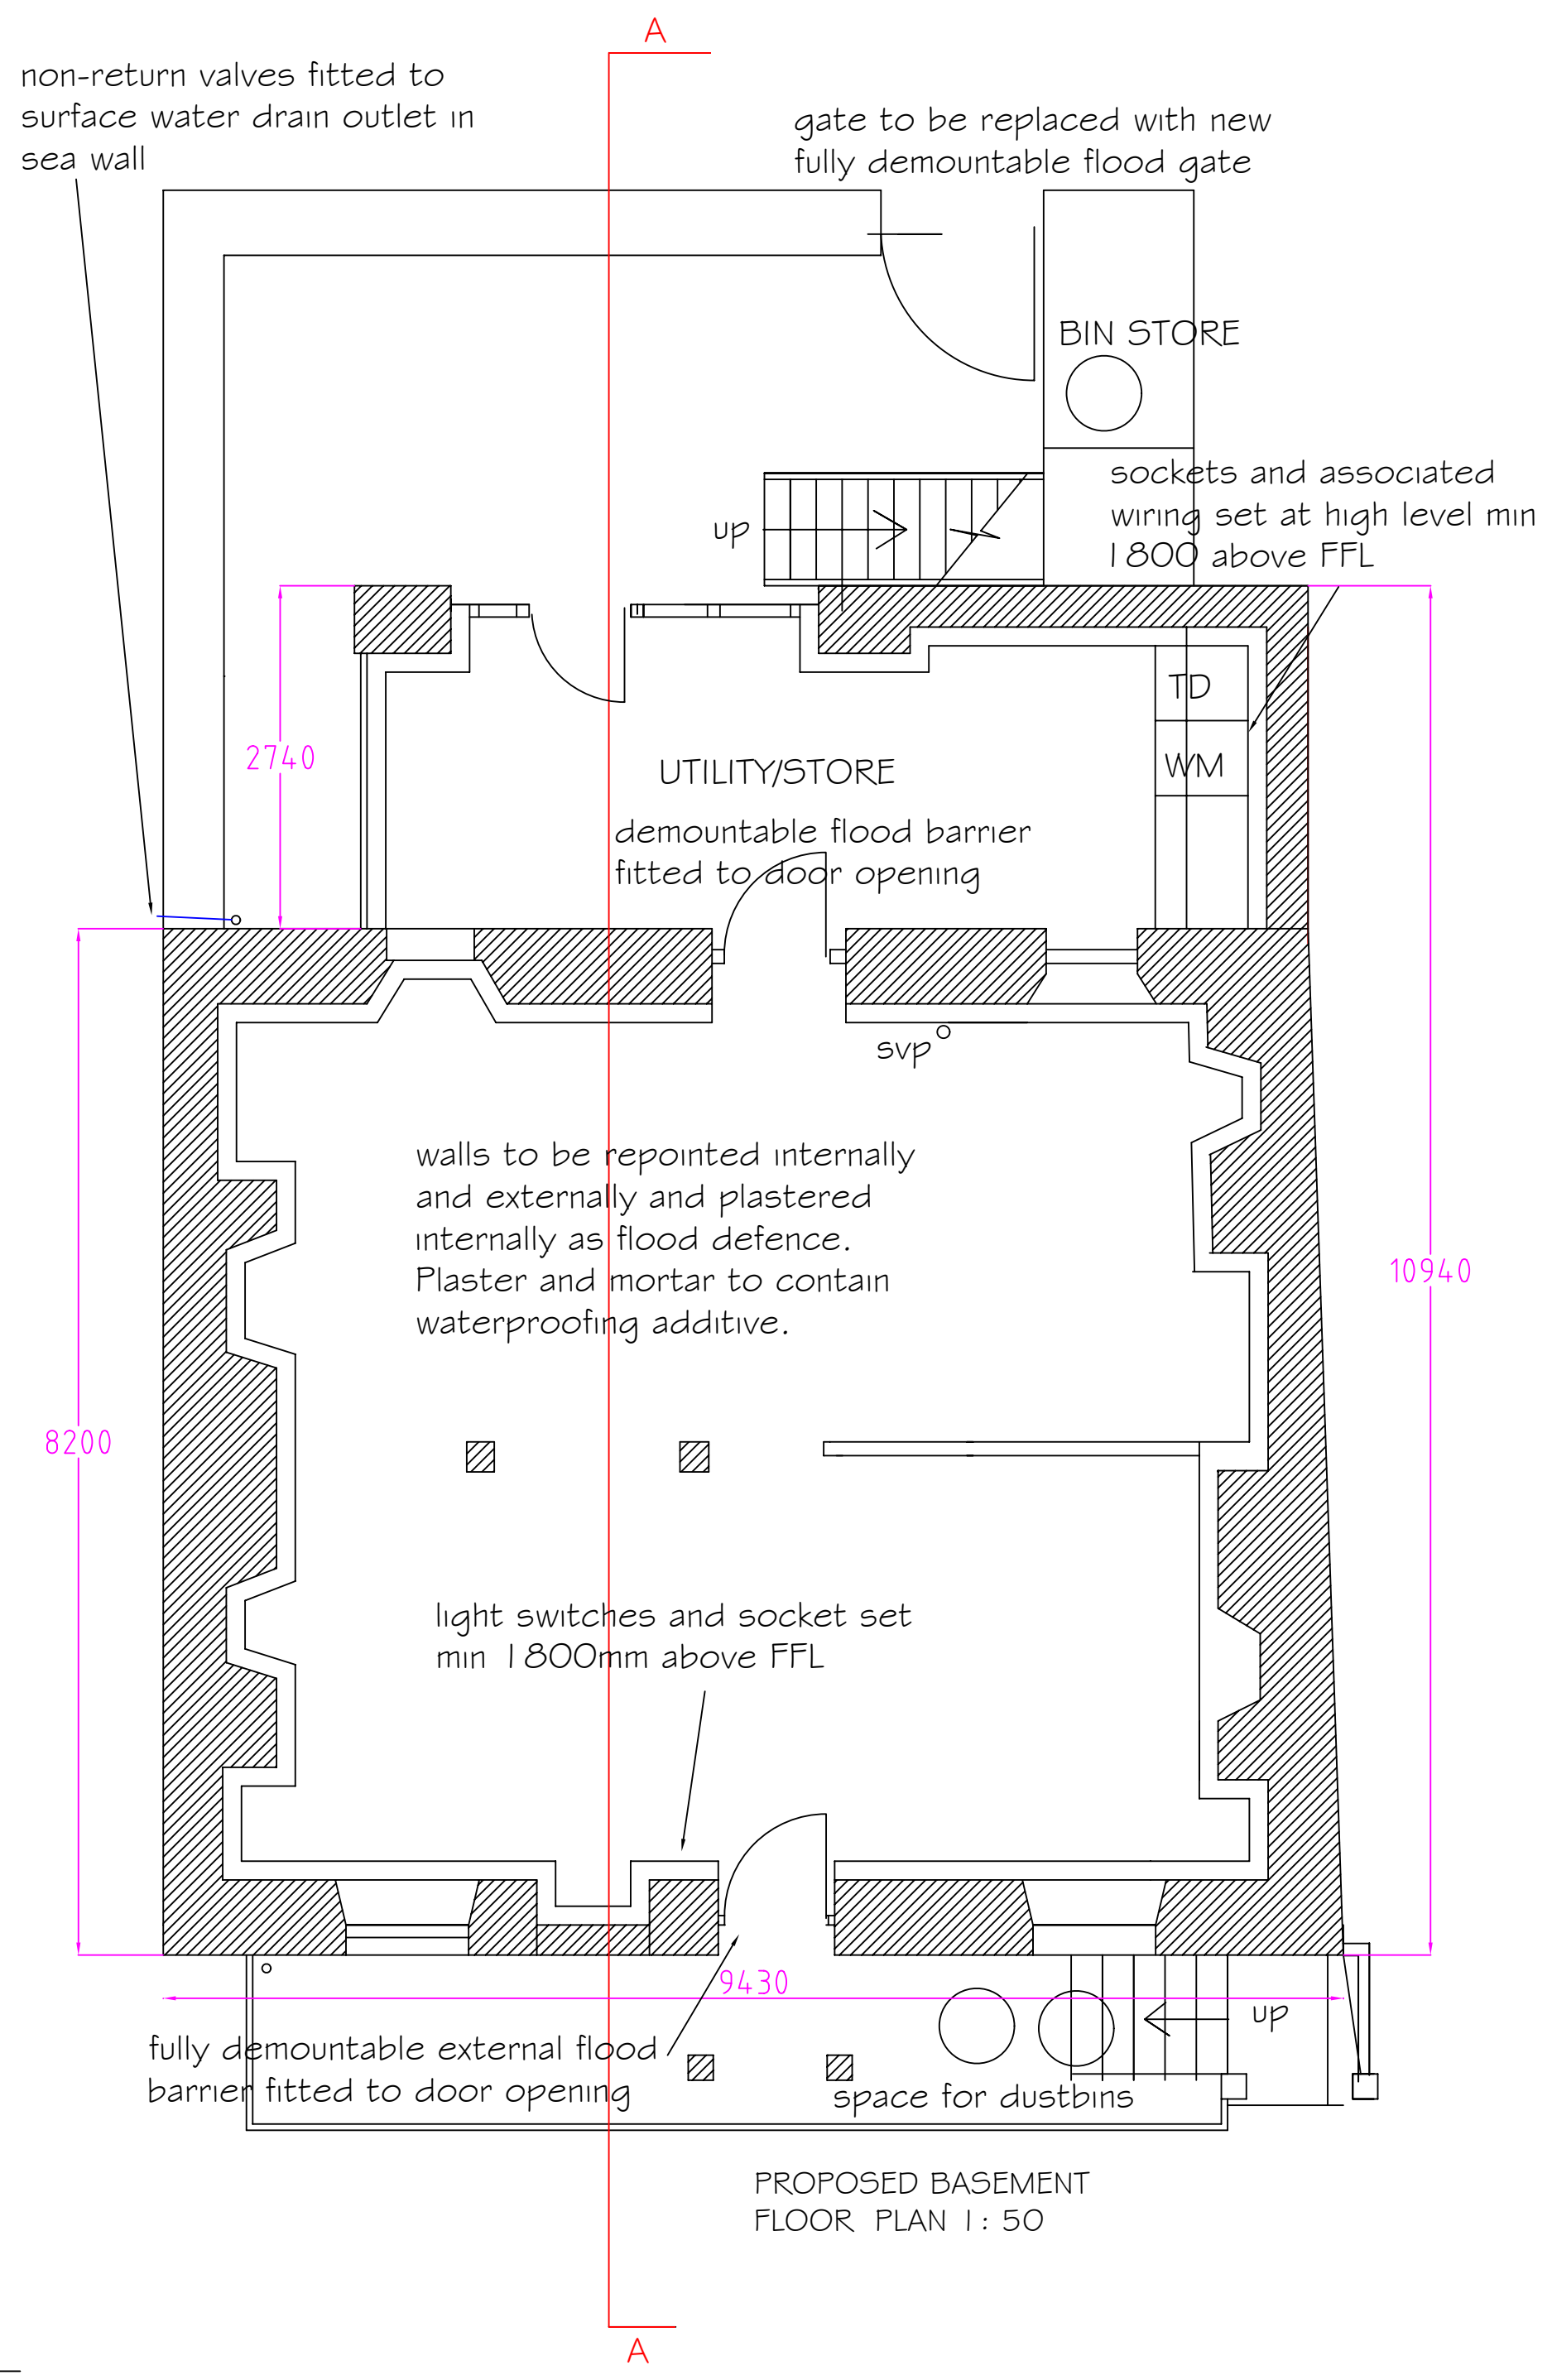 A
non-return valves fitted to
surface water drain outlet in
sea wall
gate to be replaced with new
fully demountable flood gate
BIN STORE
sockets and associated
wiring set at high level min
1800 above FFL
up
TD
2740
WM
UTILITY/STORE
demountable flood barrier
fitted to door opening
svp
walls to be repointed internally
and externally and plastered
internally as flood defence.
Plaster and mortar to contain
waterproofing additive.
10940
8200
light switches and socket set
min 1800mm above FFL
9430
up
fully demountable external flood
barrier fitted to door opening
space for dustbins
PROPOSED BASEMENT
FLOOR PLAN 1: 50
A